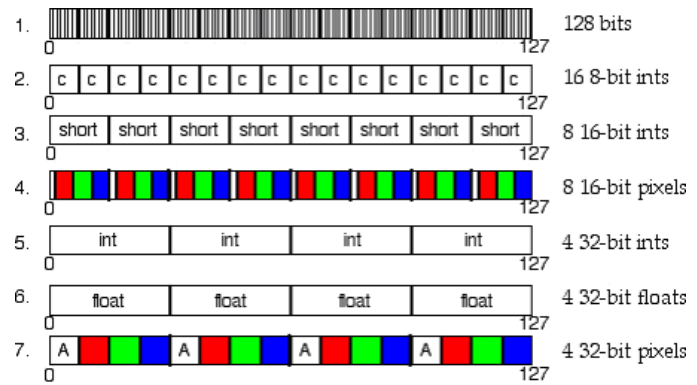 1. 128 bits
0 127
2. c c c c c c c c c c c c c c c c 16 8-bit ints
0 127
3. short short short short short short short short 8 16-bit ints
0 127
4. 8 16-bit pixels
0 127
5. int int int int 4 32-bit ints
0 127
6. float float float float 4 32-bit floats
0 127
7. A A A A 4 32-bit pixels
0 127